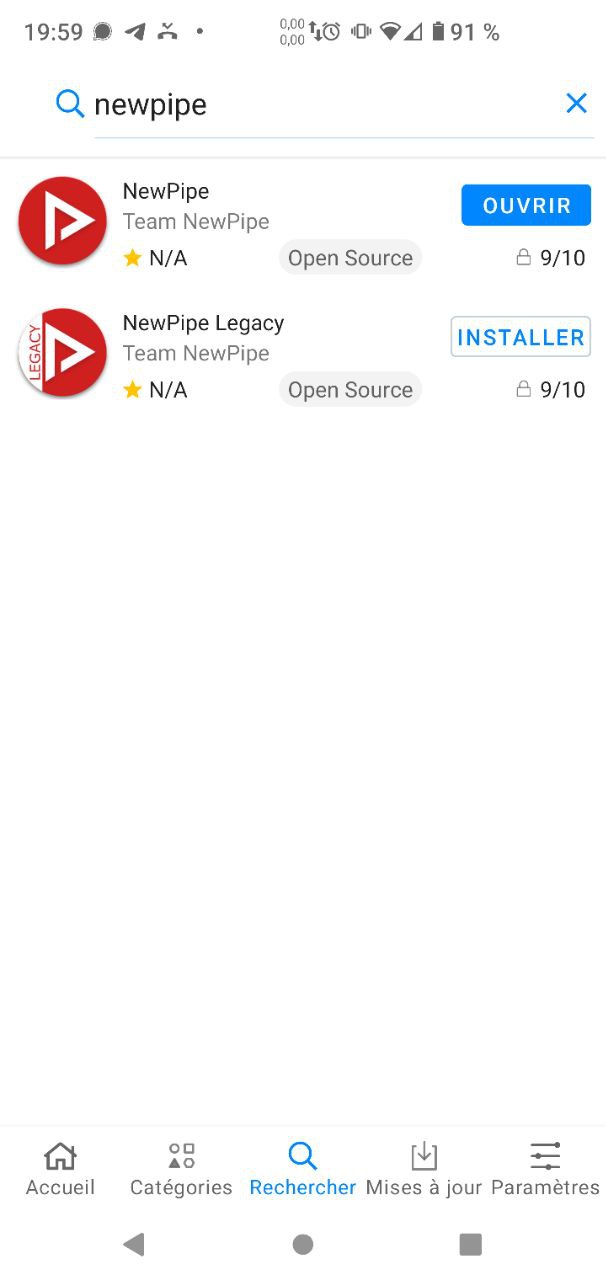 19:59 0,00 91 %
0,00
newpipe
NewPipe
Team NewPipe
OUVRIR
N/A Open Source 9/10
LEGACY
NewPipe Legacy
Team NewPipe
INSTALLER
N/A Open Source 9/10
Accueil Catégories Rechercher Mises à jour Paramètres